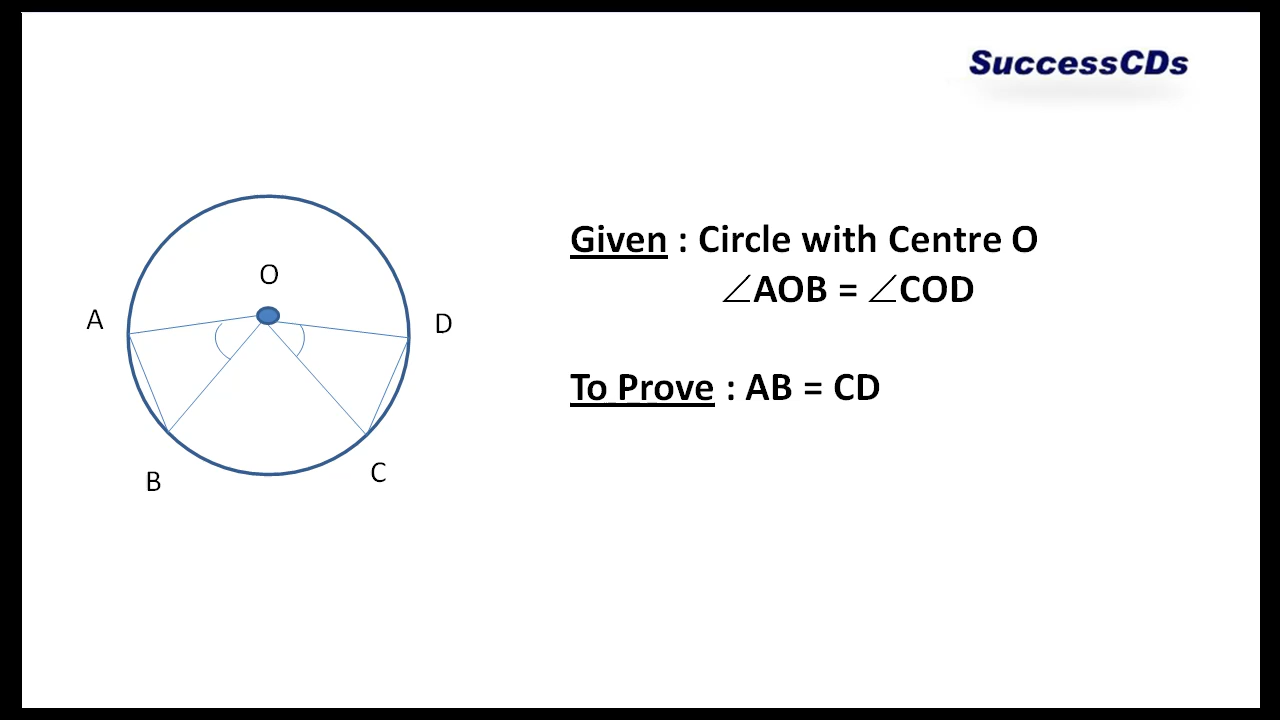 SuccessCDs
Given : Circle with Centre O
∠AOB = ∠COD
To Prove : AB = CD
O
A
D
B
C